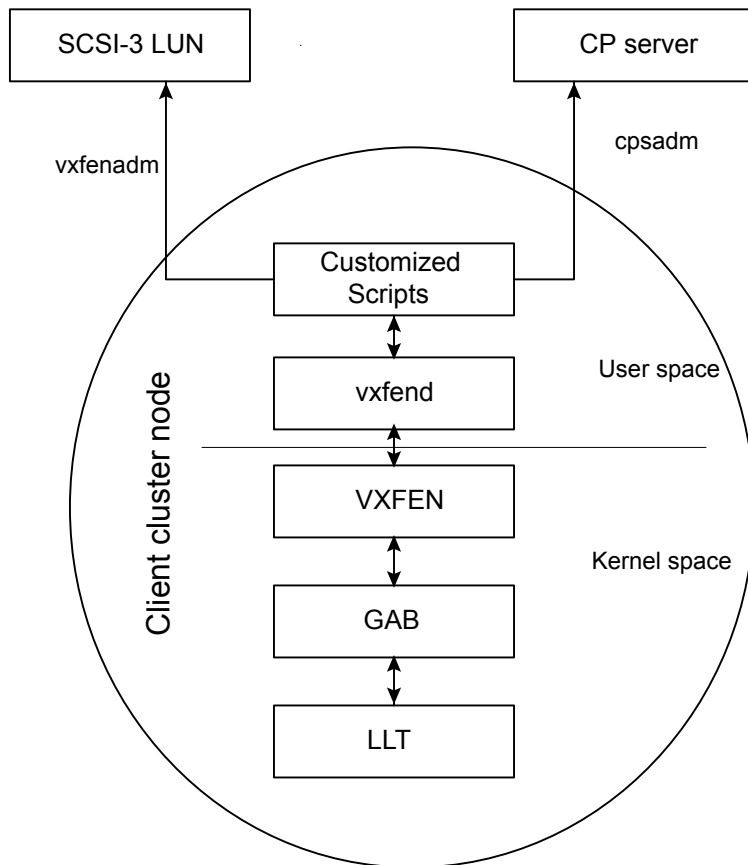 SCSI-3 LUN
CP server
vxfenadm
cpsadm
Customized
Scripts
vxfend
User space
Client cluster node
VXFEN
Kernel space
GAB
LLT